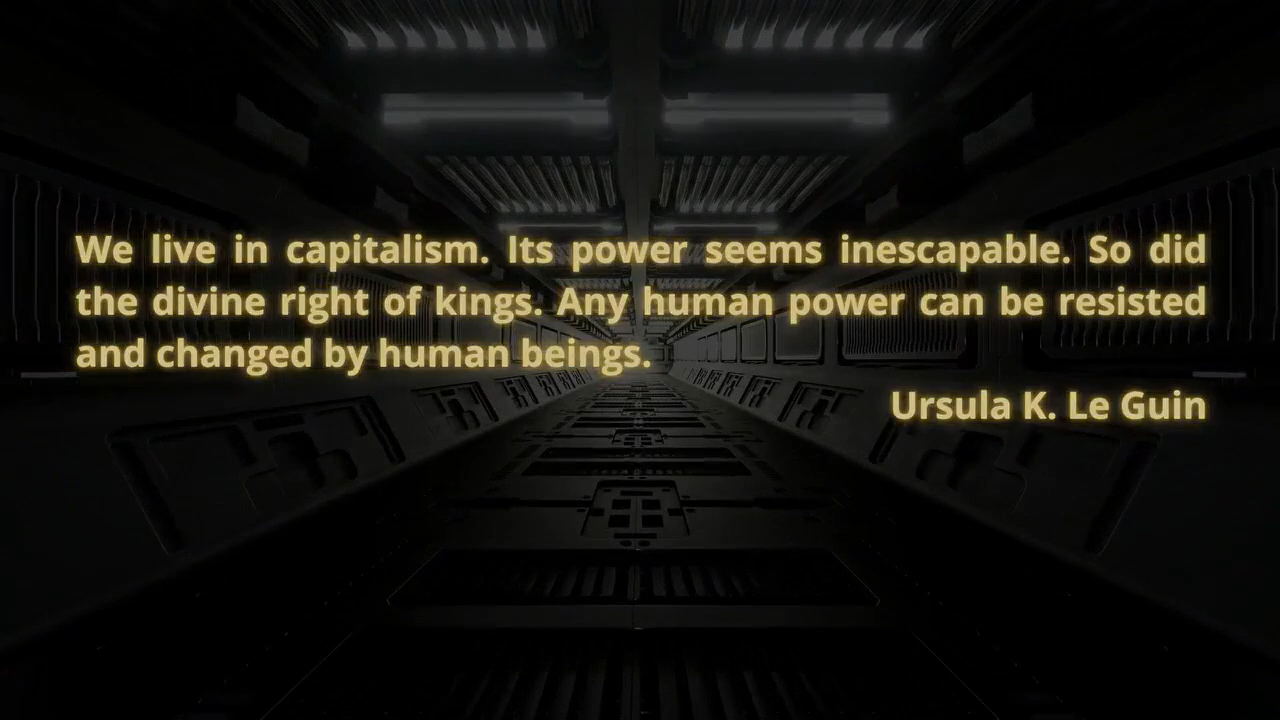 We live in capitalism. Its power seems inescapable. So did
the divine right of kings. Any human power can be resisted
and changed by human beings.
Ursula K. Le Guin